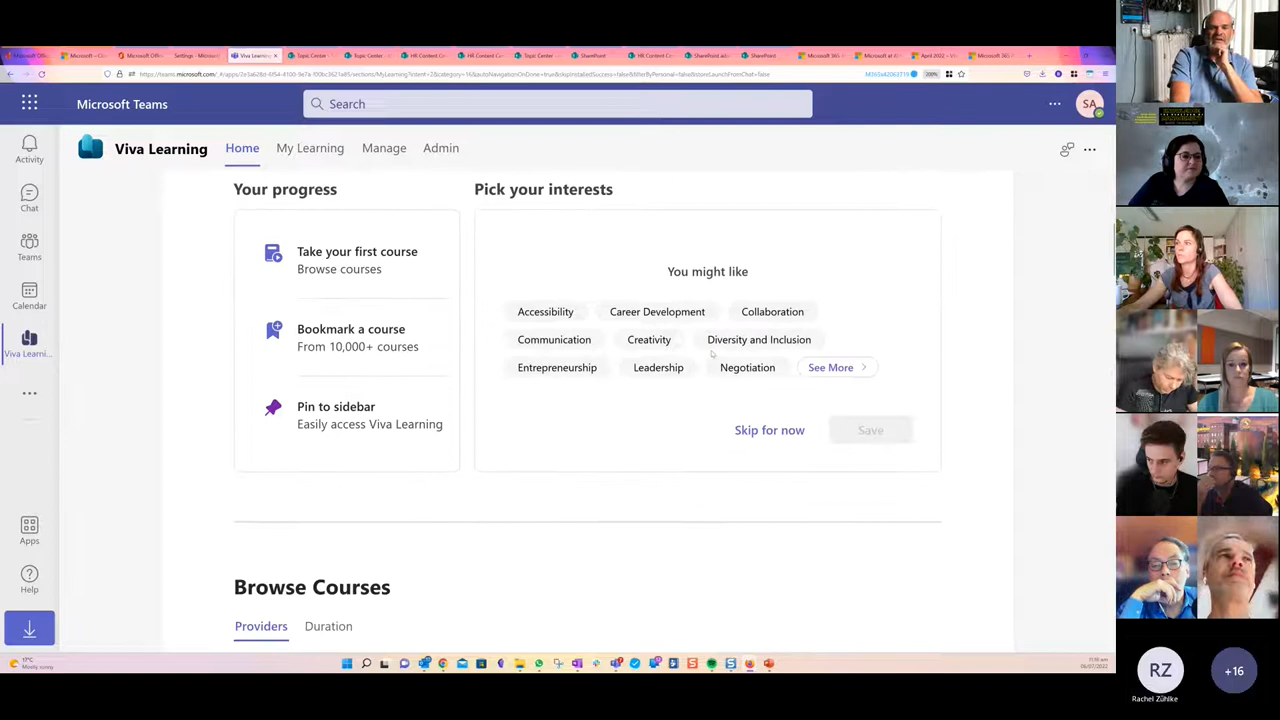 Microsoft Teams
Search
SA
Activity
Chat
Teams
Calendar
Viva Learni...
Apps
Help
Viva Learning
Home
My Learning
Manage
Admin
Your progress
Take your first course
Browse courses
Bookmark a course
From 10,000+ courses
Pin to sidebar
Easily access Viva Learning
Pick your interests
You might like
Accessibility
Career Development
Collaboration
Communication
Creativity
Diversity and Inclusion
Entrepreneurship
Leadership
Negotiation
See More
Skip for now
Save
Browse Courses
Providers
Duration
17°C
Mostly sunny
RZ
Rachel Zühlke
+16